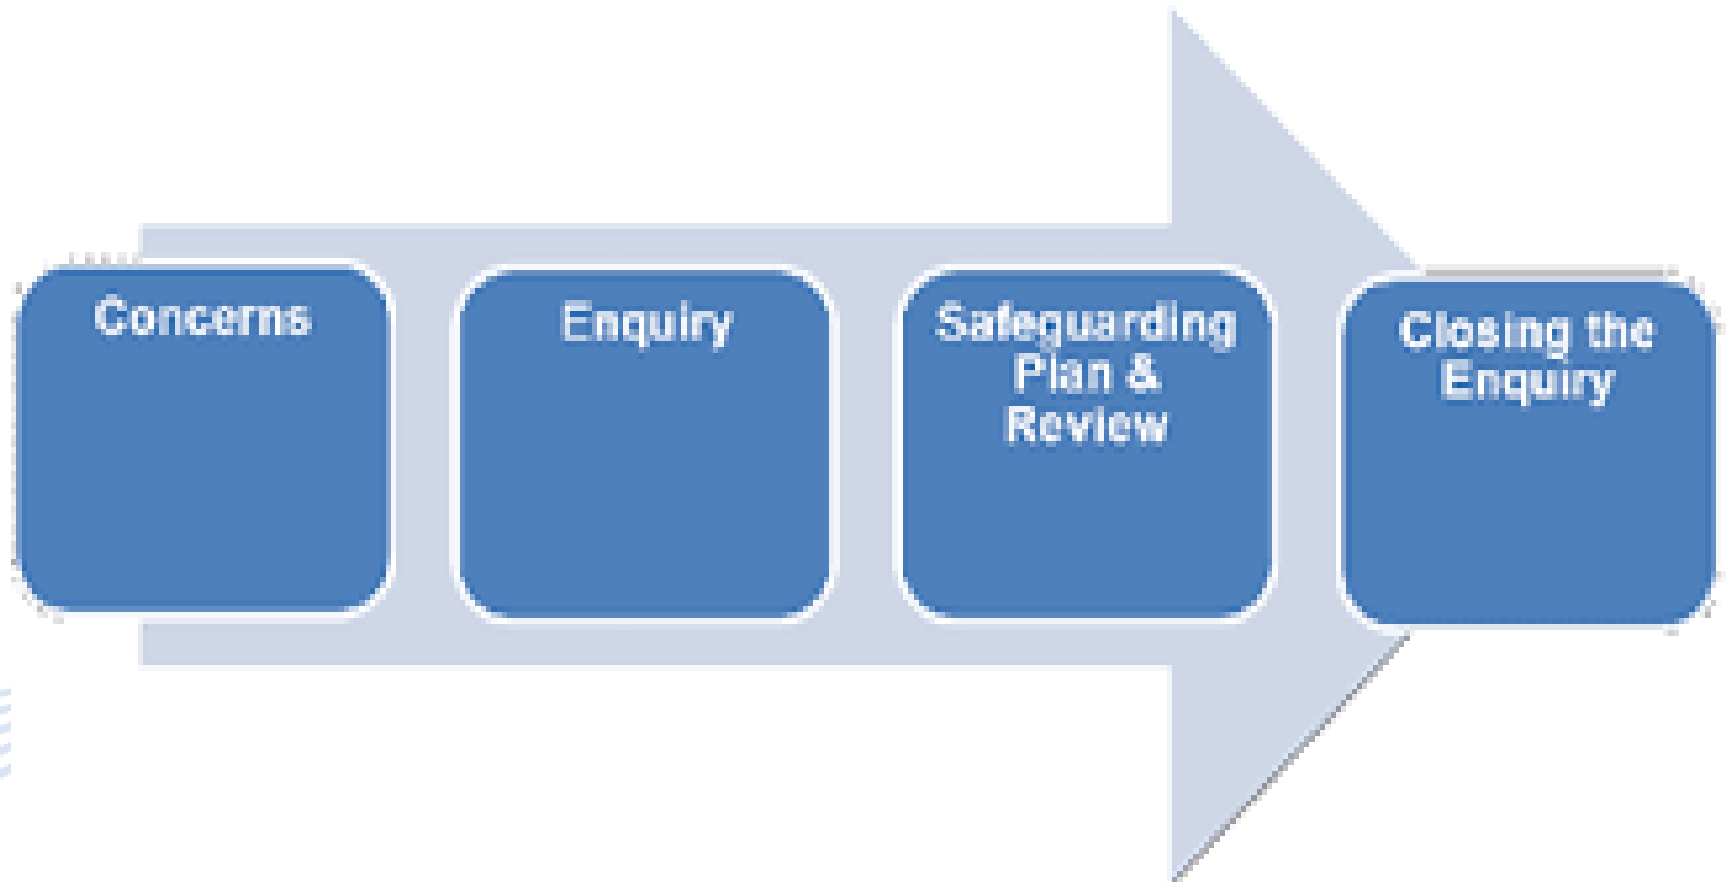 Concerns
Enquiry
Safeguarding
Plan &
Review
Closing the
Enquiry